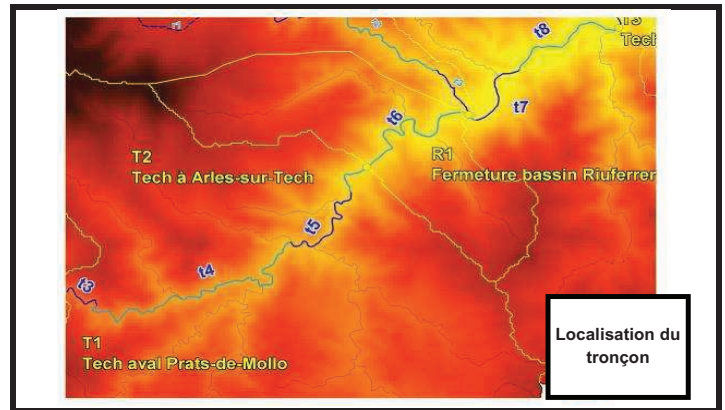 t8
Tech
t7
t6
T2
R1
Tech à Arles-sur-Tech
Fermeture bassin Riuferrer
t5
t4
t3
T1
Tech aval Prats-de-Mollo
Localisation du
tronçon